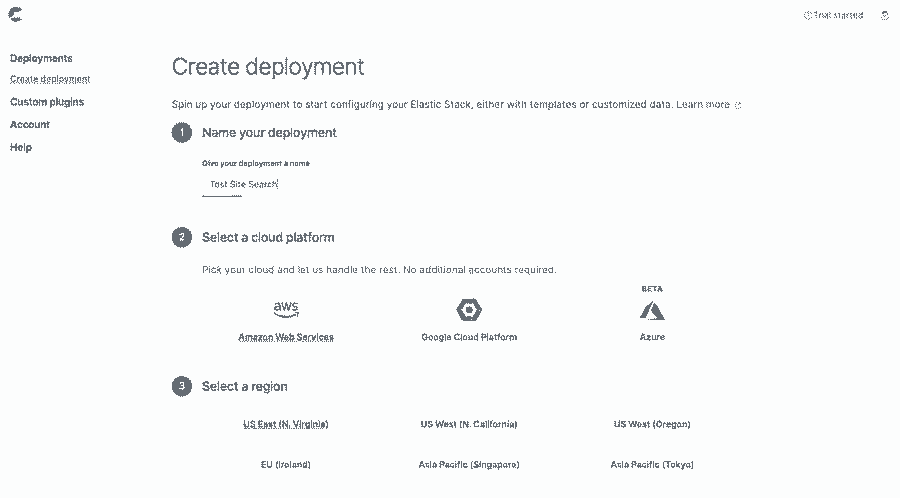 Trial started
Deployments
Create deployment
Custom plugins
Account
Help
Create deployment
Spin up your deployment to start configuring your Elastic Stack, either with templates or customized data. Learn more
1 Name your deployment
Give your deployment a name
Test Site Search
2 Select a cloud platform
Pick your cloud and let us handle the rest. No additional accounts required.
BETA
aws
Amazon Web Services Google Cloud Platform Azure
3 Select a region
US East (N. Virginia) US West (N. California) US West (Oregon)
EU (Ireland) Asia Pacific (Singapore) Asia Pacific (Tokyo)